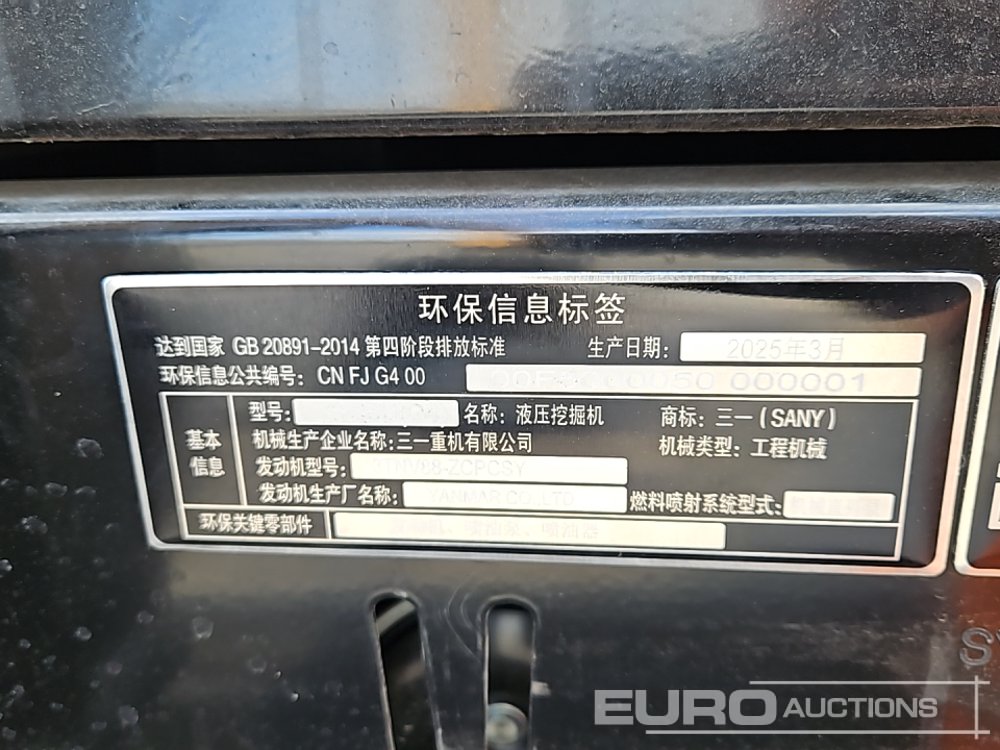 环保信息标签
达到国家 GB 20891-2014 第四阶段排放标准 生产日期: 2025年3月
环保信息公共编号: CN FJ G4 00 000001
基本信息
型号: 名称: 液压挖掘机 商标: 三一(SANY)
机械生产企业名称:三一重机有限公司 机械类型: 工程机械
发动机型号:
发动机生产厂名称: YANMAR CO.,LTD 燃料喷射系统型式:
环保关键零部件
S
EURO AUCTIONS